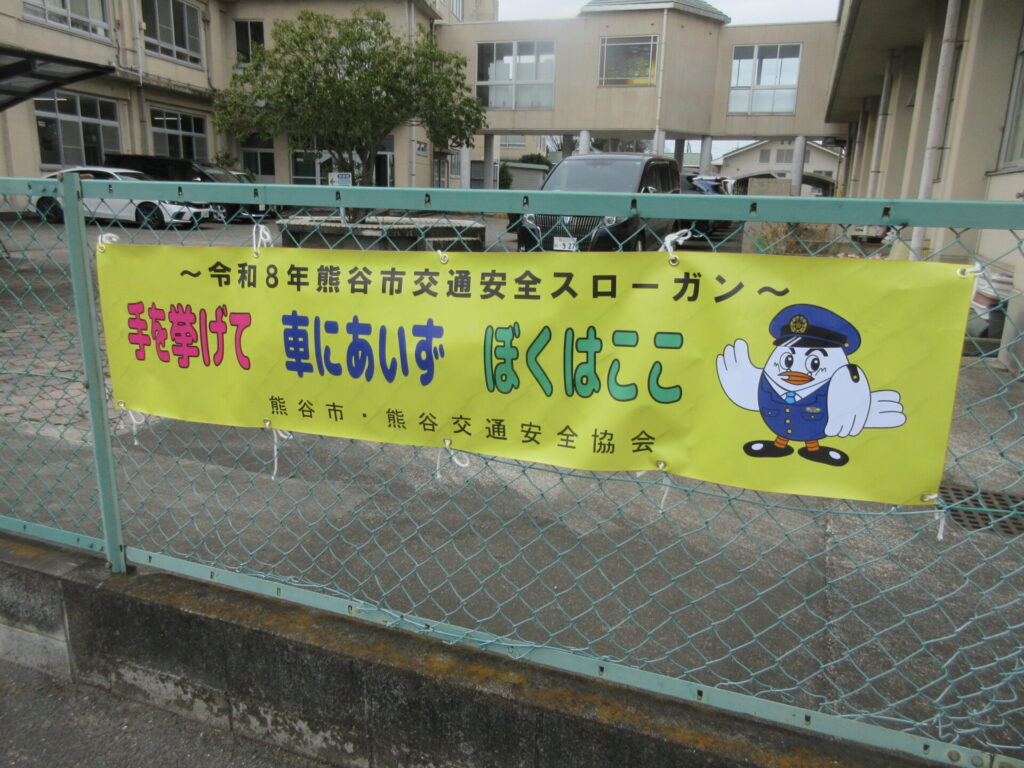 ～令和8年熊谷市交通安全スローガン～
手を挙げて 車にあいず ぼくはここ
熊谷市・熊谷交通安全協会